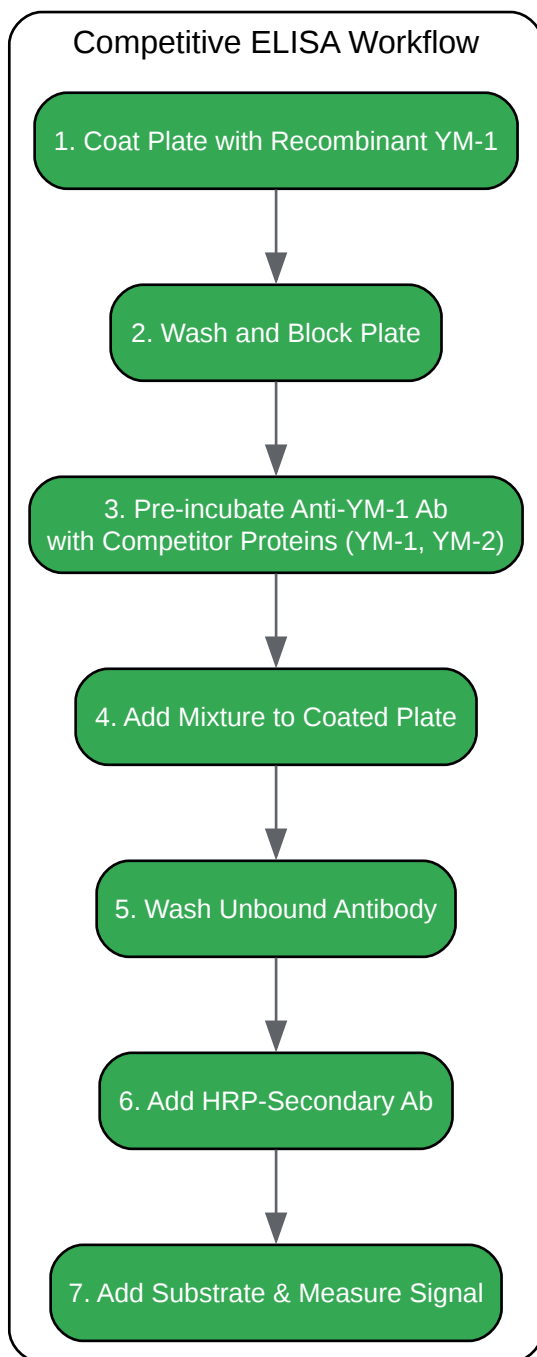 Competitive ELISA Workflow
1. Coat Plate with Recombinant YM-1
2. Wash and Block Plate
3. Pre-incubate Anti-YM-1 Ab
with Competitor Proteins (YM-1, YM-2)
4. Add Mixture to Coated Plate
5. Wash Unbound Antibody
6. Add HRP-Secondary Ab
7. Add Substrate & Measure Signal